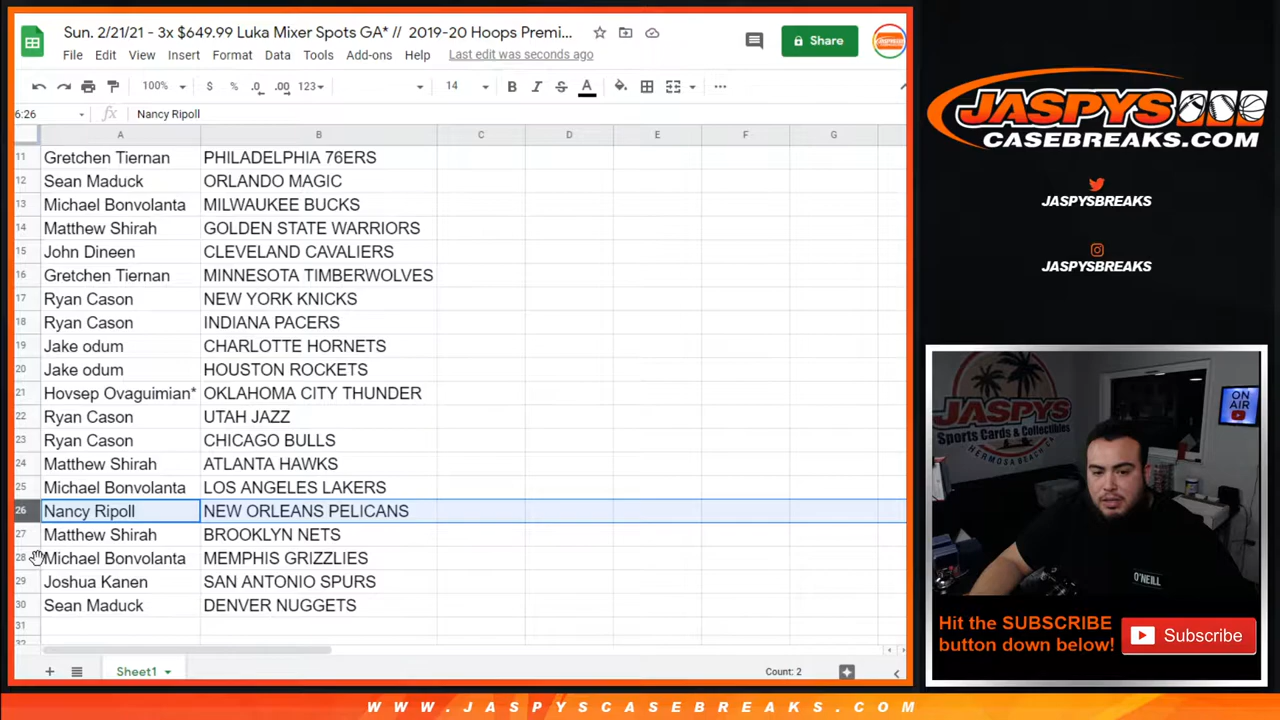 Sun. 2/21/21 - 3x $649.99 Luka Mixer Spots GA* // 2019-20 Hoops Premi...
File Edit View Insert Format Data Tools Add-ons Help Last edit was seconds ago
Share
100% $ % .0 .00 123 14 B I S A
6:26 fx Nancy Ripoll
A B C D E F G
11 Gretchen Tiernan PHILADELPHIA 76ERS
12 Sean Maduck ORLANDO MAGIC
13 Michael Bonvolanta MILWAUKEE BUCKS
14 Matthew Shirah GOLDEN STATE WARRIORS
15 John Dineen CLEVELAND CAVALIERS
16 Gretchen Tiernan MINNESOTA TIMBERWOLVES
17 Ryan Cason NEW YORK KNICKS
18 Ryan Cason INDIANA PACERS
19 Jake odum CHARLOTTE HORNETS
20 Jake odum HOUSTON ROCKETS
21 Hovsep Ovaguimian* OKLAHOMA CITY THUNDER
22 Ryan Cason UTAH JAZZ
23 Ryan Cason CHICAGO BULLS
24 Matthew Shirah ATLANTA HAWKS
25 Michael Bonvolanta LOS ANGELES LAKERS
26 Nancy Ripoll NEW ORLEANS PELICANS
27 Matthew Shirah BROOKLYN NETS
28 Michael Bonvolanta MEMPHIS GRIZZLIES
29 Joshua Kanen SAN ANTONIO SPURS
30 Sean Maduck DENVER NUGGETS
31
Sheet1 Count: 2
JASPYS
CASEBREAKS.COM
JASPYSBREAKS
JASPYSBREAKS
JASPYS
Sports Cards & Collectibles
HERMOSA BEACH
ON
AIR
O'NEILL
Hit the SUBSCRIBE
button down below!
Subscribe
WWW.JASPYSCASEBREAKS.COM